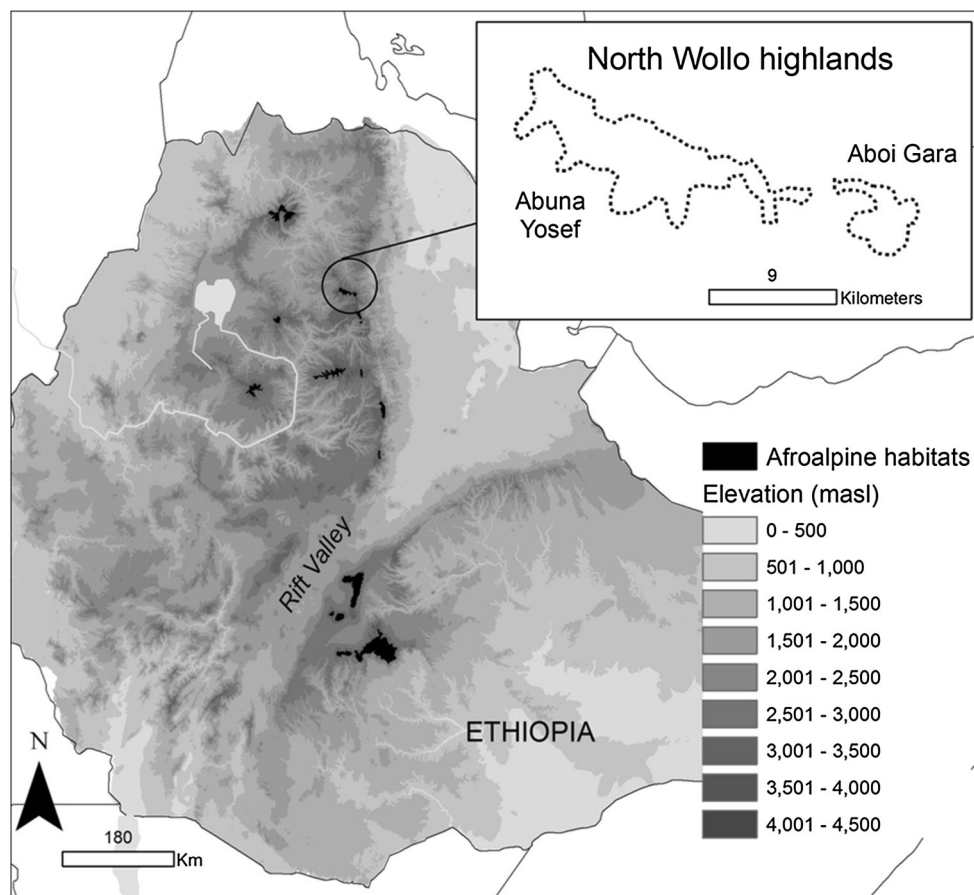 North Wollo highlands
Aboi Gara
Abuna
Yosef
9
Kilometers
Afroalpine habitats
Elevation (masl)
0 - 500
501 - 1,000
1,001 - 1,500
1,501 - 2,000
2,001 - 2,500
2,501 - 3,000
3,001 - 3,500
3,501 - 4,000
4,001 - 4,500
Rift Valley
ETHIOPIA
N
180
Km